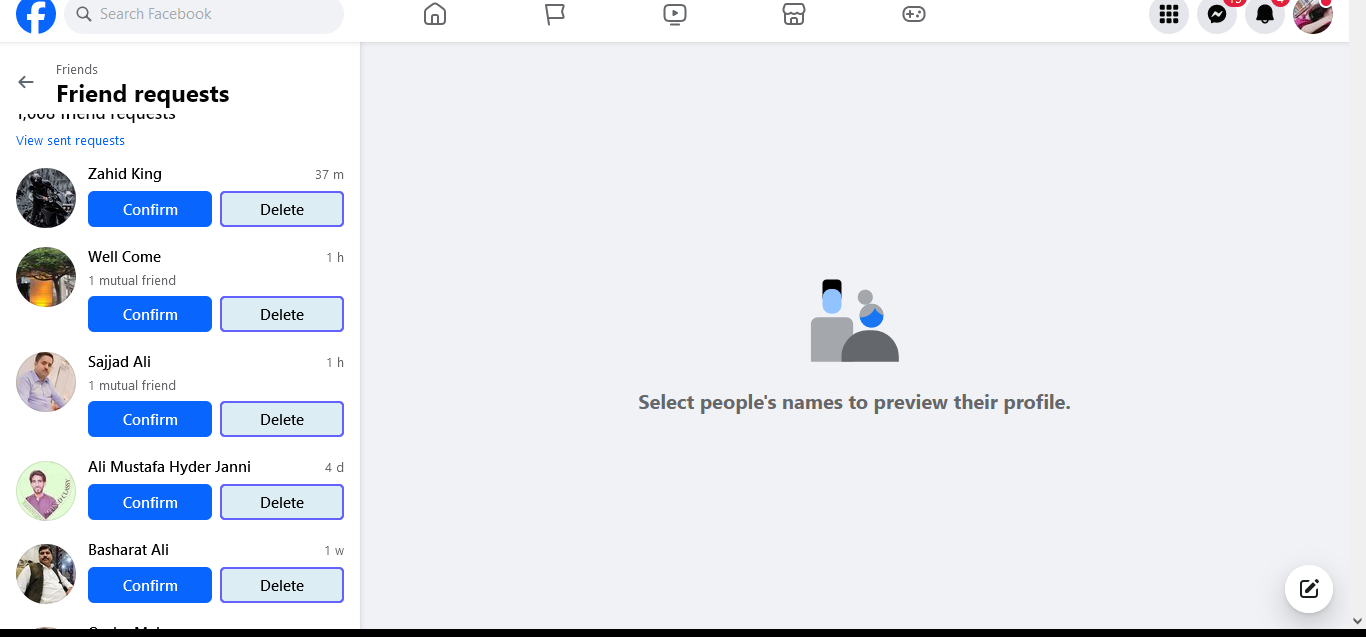 Search Facebook
Friends
Friend requests
friend requests
View sent requests
Zahid King
37 m
Confirm
Delete
Well Come
1 h
1 mutual friend
Confirm
Delete
Sajjad Ali
1 h
1 mutual friend
Confirm
Delete
Ali Mustafa Hyder Janni
4 d
Confirm
Delete
Basharat Ali
1 w
Confirm
Delete
Select people's names to preview their profile.